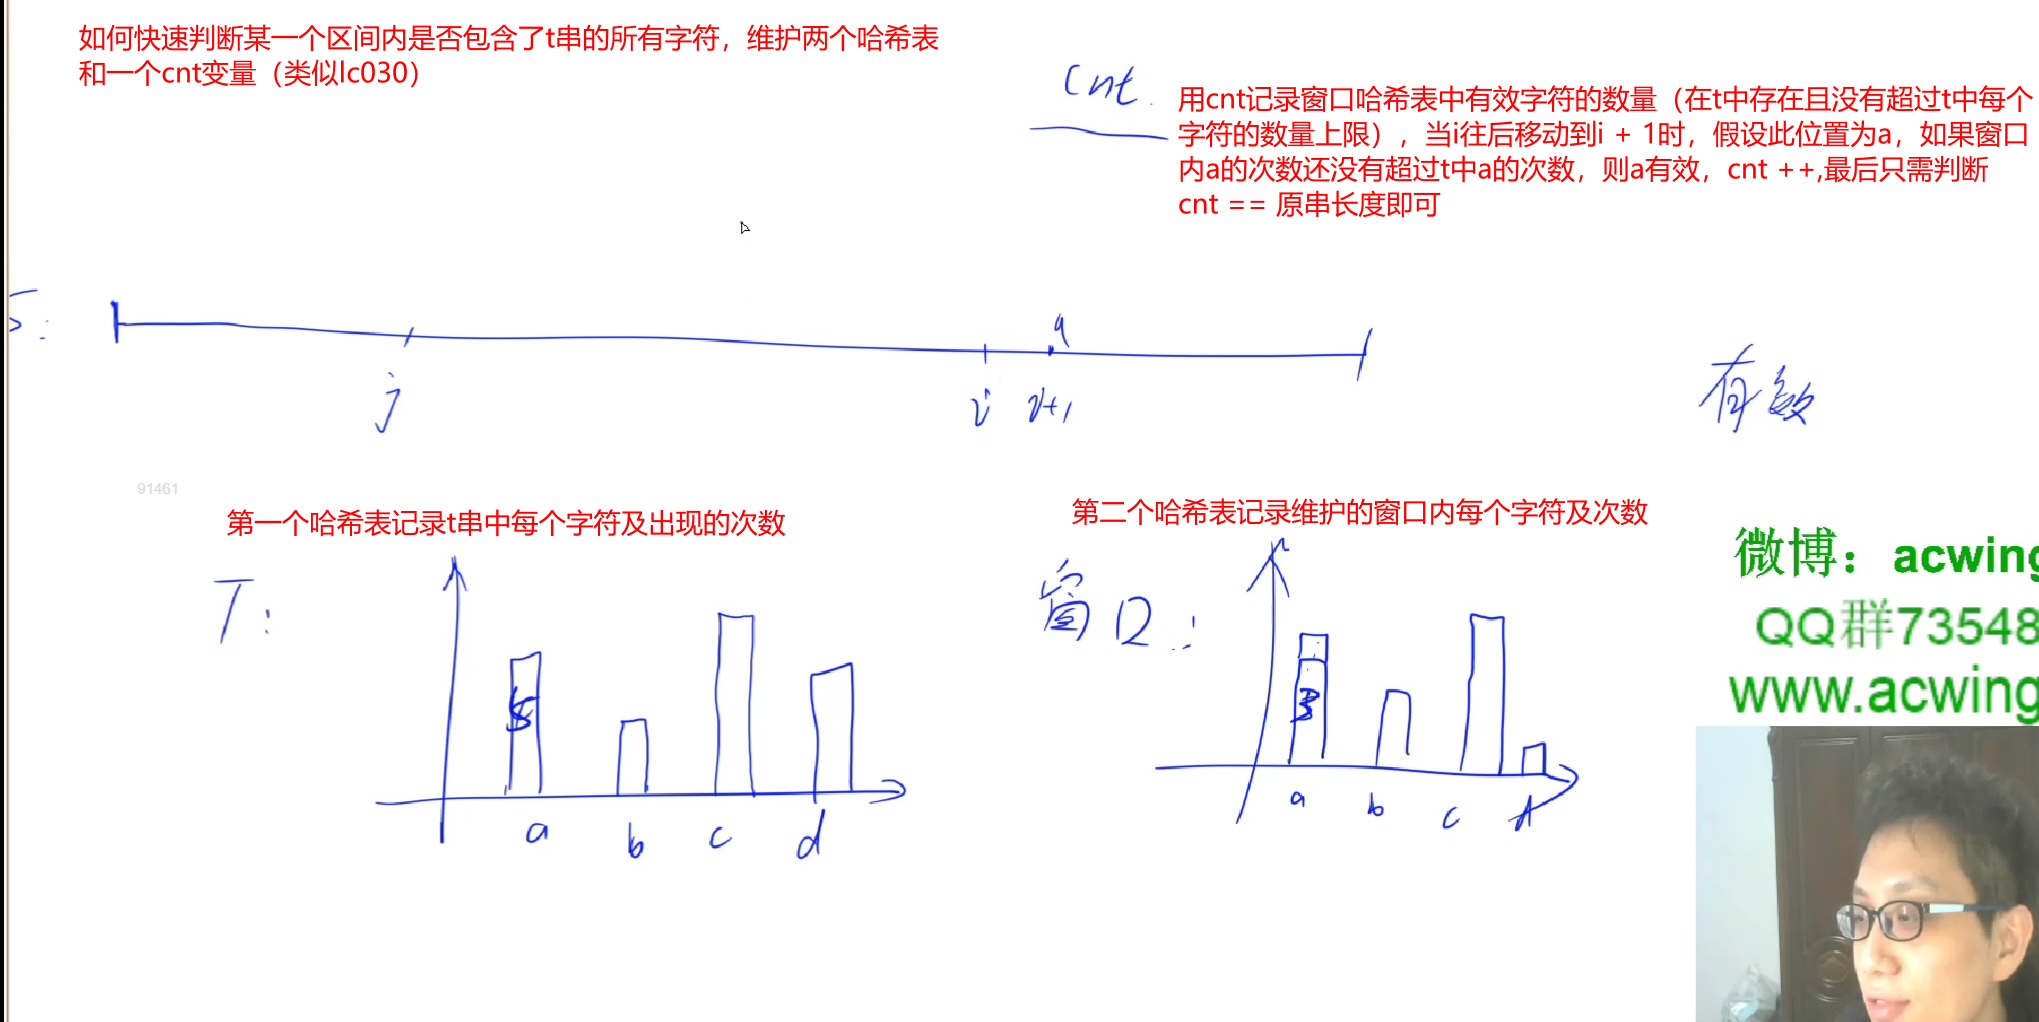 如何快速判断某一个区间内是否包含了t串的所有字符，维护两个哈希表
和一个cnt变量（类似lc030）
cnt
用cnt记录窗口哈希表中有效字符的数量（在t中存在且没有超过t中每个
字符的数量上限），当i往后移动到i + 1时，假设此位置为a，如果窗口
内a的次数还没有超过t中a的次数，则a有效，cnt ++,最后只需判断
cnt == 原串长度即可
S:
a
j
i i+1
有效
91461
第一个哈希表记录t串中每个字符及出现的次数
T:
5
a b c d
第二个哈希表记录维护的窗口内每个字符及次数
窗口:
3
a b c d
微博：acwing
QQ群73548
www.acwing